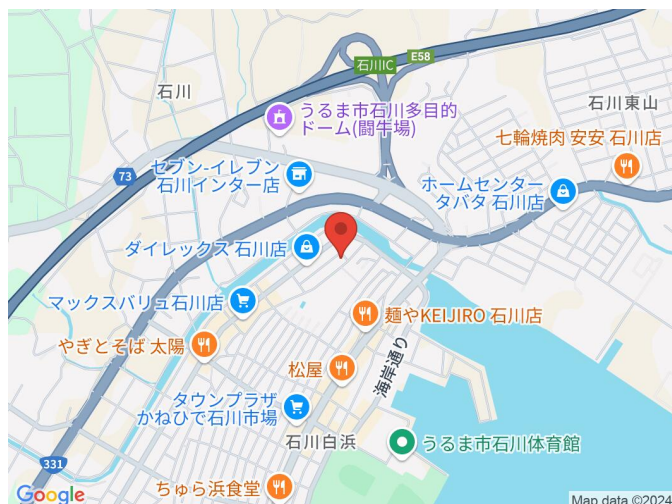 E58
石川IC
石川
石川東山
うるま市石川多目的
ドーム(闘牛場)
七輪焼肉 安安 石川店
73
セブン-イレブン
石川インター店
ホームセンター
タバタ 石川店
ダイレックス 石川店
マックスバリュ石川店
麺やKEIJIRO 石川店
やぎとそば 太陽
松屋
海岸通り
タウンプラザ
かねひで石川市場
石川白浜
うるま市石川体育館
331
ちゅら浜食堂
Google
Map data ©2024